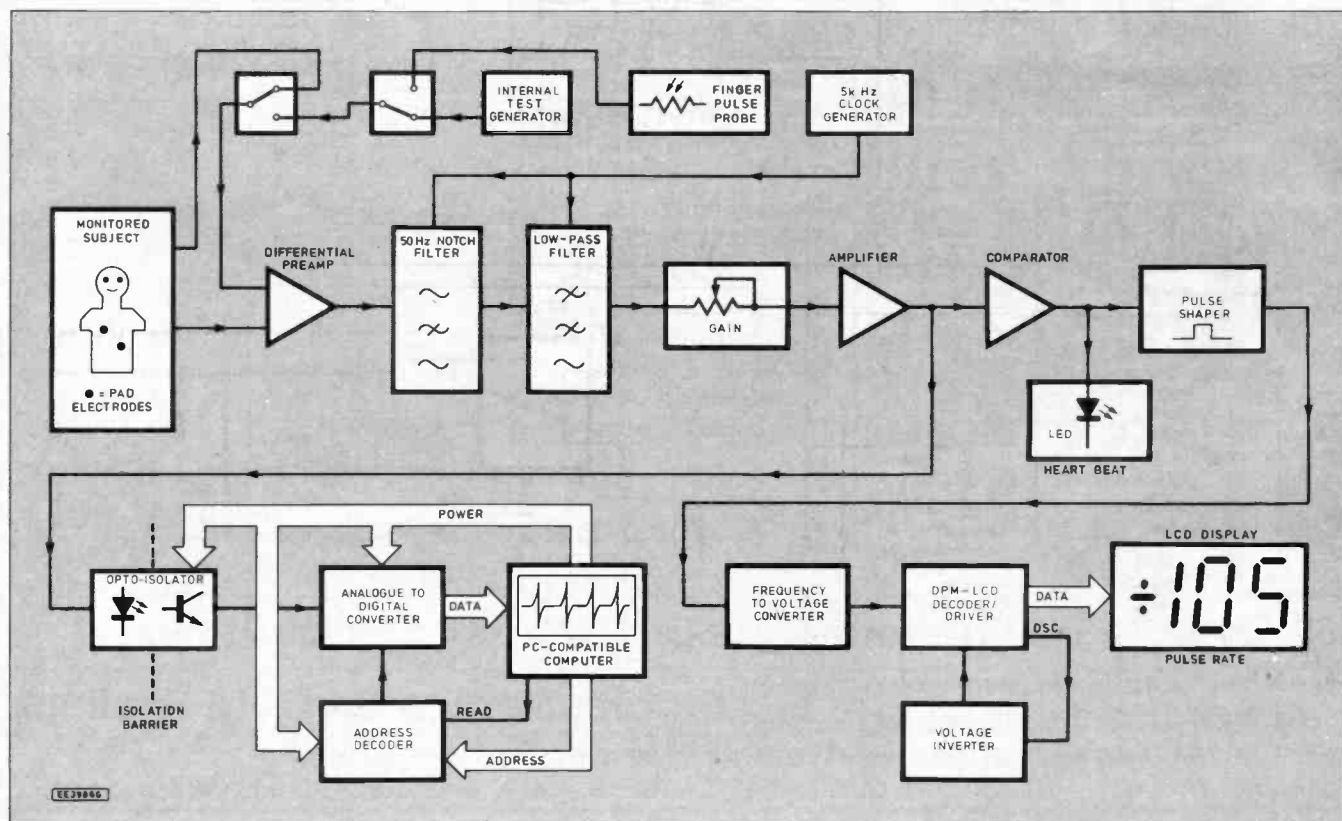 INTERNAL
TEST
GENERATOR
FINGER
PULSE
PROBE
5k Hz
CLOCK
GENERATOR
MONITORED
SUBJECT
● = PAD
ELECTRODES
DIFFERENTIAL
PREAMP
50Hz NOTCH
FILTER
LOW-PASS
FILTER
GAIN
AMPLIFIER
COMPARATOR
PULSE
SHAPER
LED
HEART BEAT
POWER
OPTO-ISOLATOR
ISOLATION
BARRIER
ANALOGUE TO
DIGITAL
CONVERTER
DATA
PC-COMPATIBLE
COMPUTER
READ
ADDRESS
DECODER
ADDRESS
FREQUENCY
TO VOLTAGE
CONVERTER
DPM-LCD
DECODER/
DRIVER
DATA
OSC
VOLTAGE
INVERTER
LCD DISPLAY
÷105
PULSE RATE
EE3986G